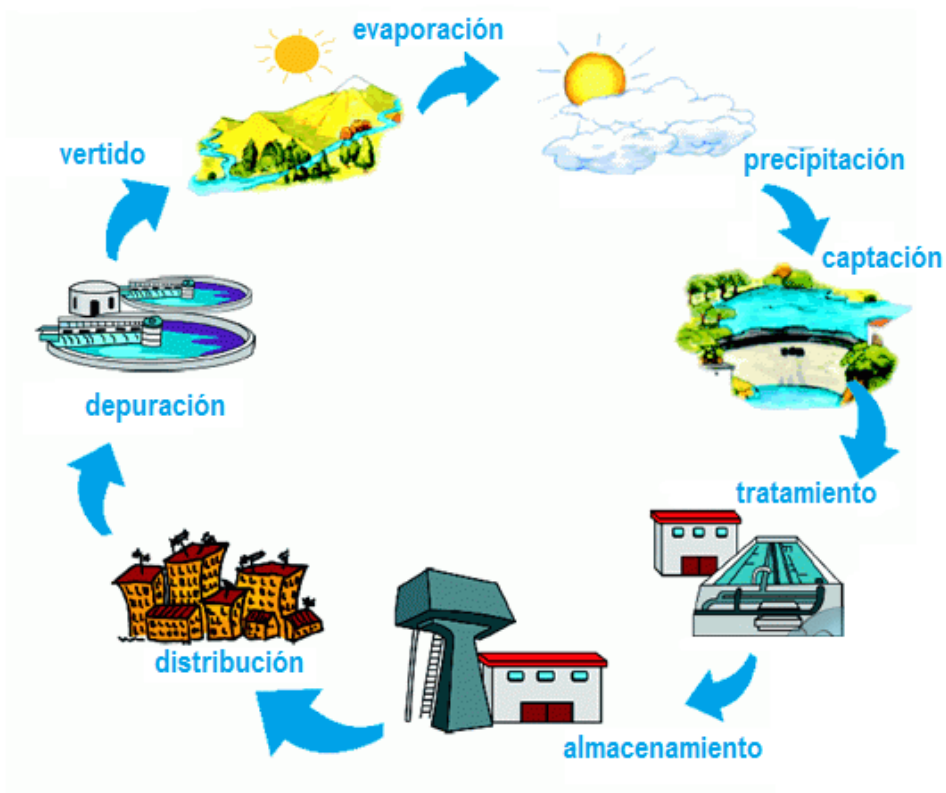 evaporación
precipitación
captación
tratamiento
almacenamiento
distribución
depuración
vertido